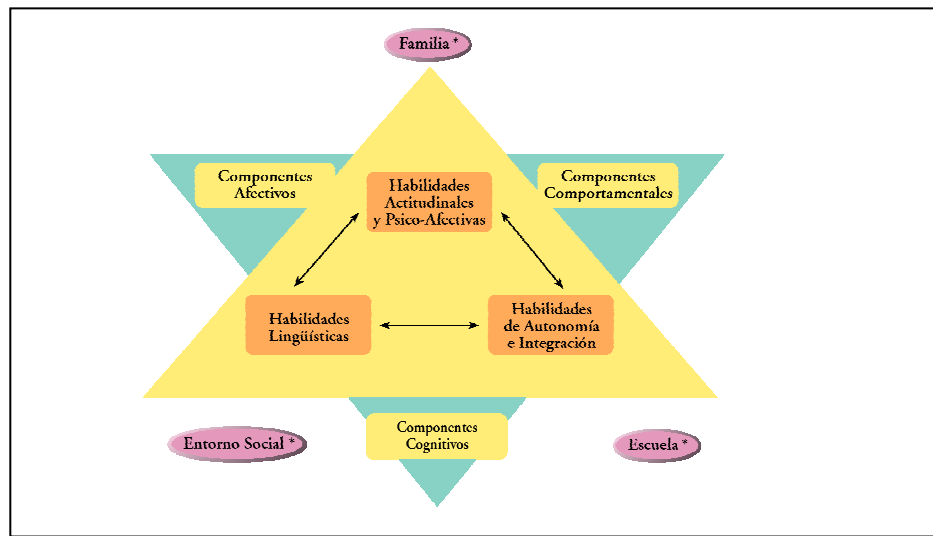 Familia *
Componentes
Afectivos
Habilidades
Actitudinales
y Psico-Afectivas
Componentes
Comportamentales
Habilidades
Lingüísticas
Habilidades
de Autonomía
e Integración
Entorno Social *
Componentes
Cognitivos
Escuela *